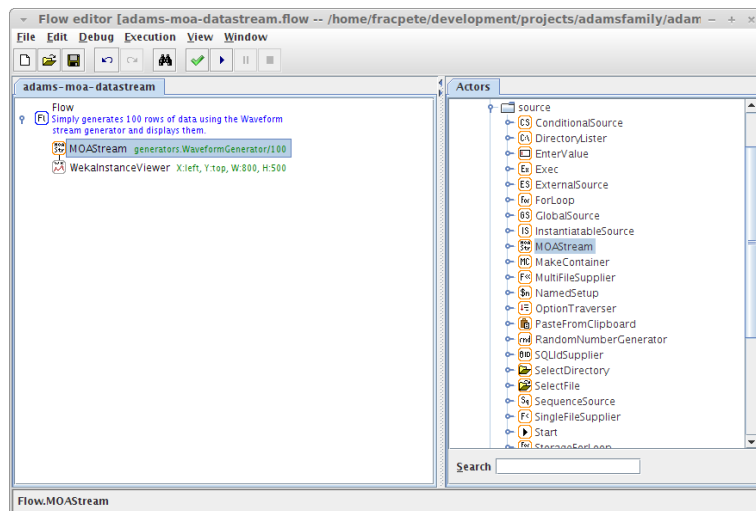 Flow editor [adams-moa-datastream.flow -- /home/fracpete/development/projects/adamsfamily/adam
File Edit Debug Execution View Window
adams-moa-datastream
Flow
Simply generates 100 rows of data using the Waveform
stream generator and displays them.
MOAStream generators.WaveformGenerator/100
WekaInstanceViewer X:left, Y:top, W:800, H:500
Actors
source
ConditionalSource
DirectoryLister
EnterValue
Exec
ExternalSource
ForLoop
GlobalSource
InstantiatableSource
MOAStream
MakeContainer
MultiFileSupplier
NamedSetup
OptionTraverser
PasteFromClipboard
RandomNumberGenerator
SQLIdSupplier
SelectDirectory
SelectFile
SequenceSource
SingleFileSupplier
Start
StorageForLoop
Search
Flow.MOAStream